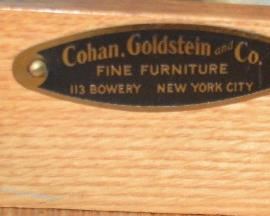 Cohan, Goldstein and Co.
FINE FURNITURE
113 BOWERY NEW YORK CITY